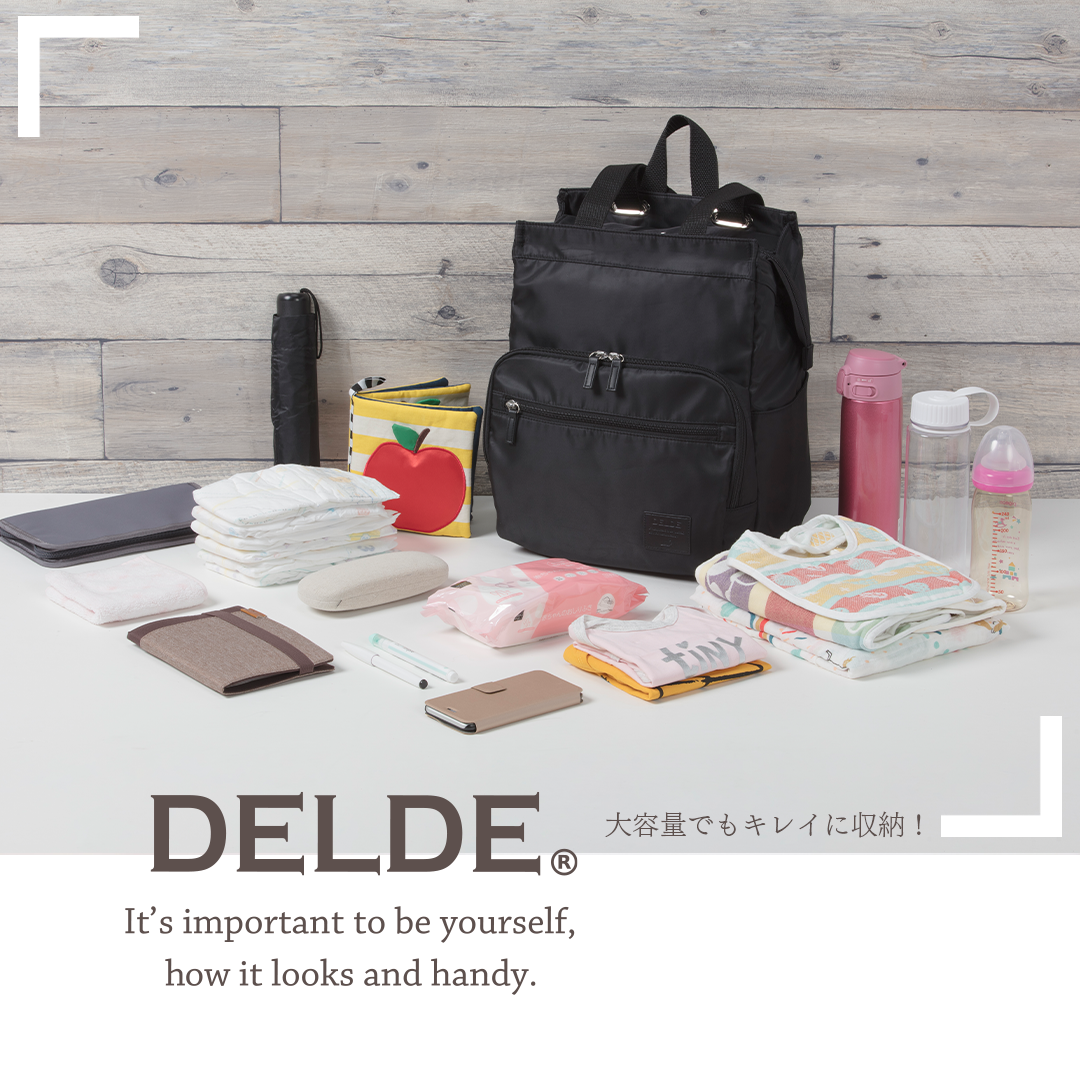 DELDE
tiny
DELDE®
大容量でもキレイに収納！
It's important to be yourself,
how it looks and handy.